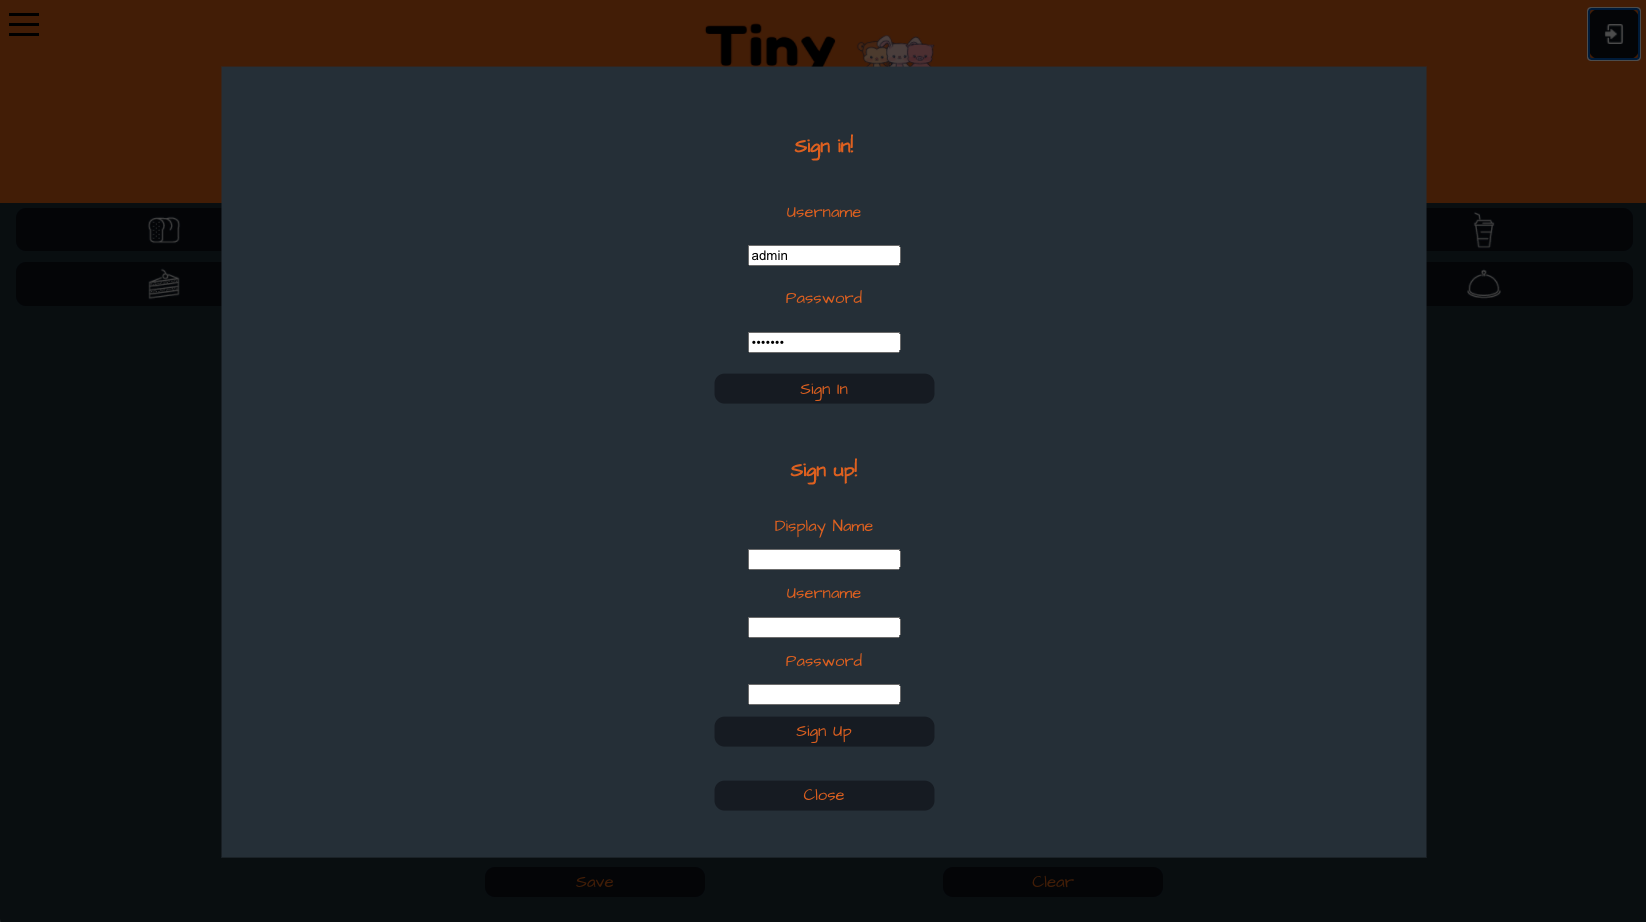 Tiny
Sign in!
Username
admin
Password
•••••••
Sign In
Sign up!
Display Name
Username
Password
Sign Up
Close
Save
Clear